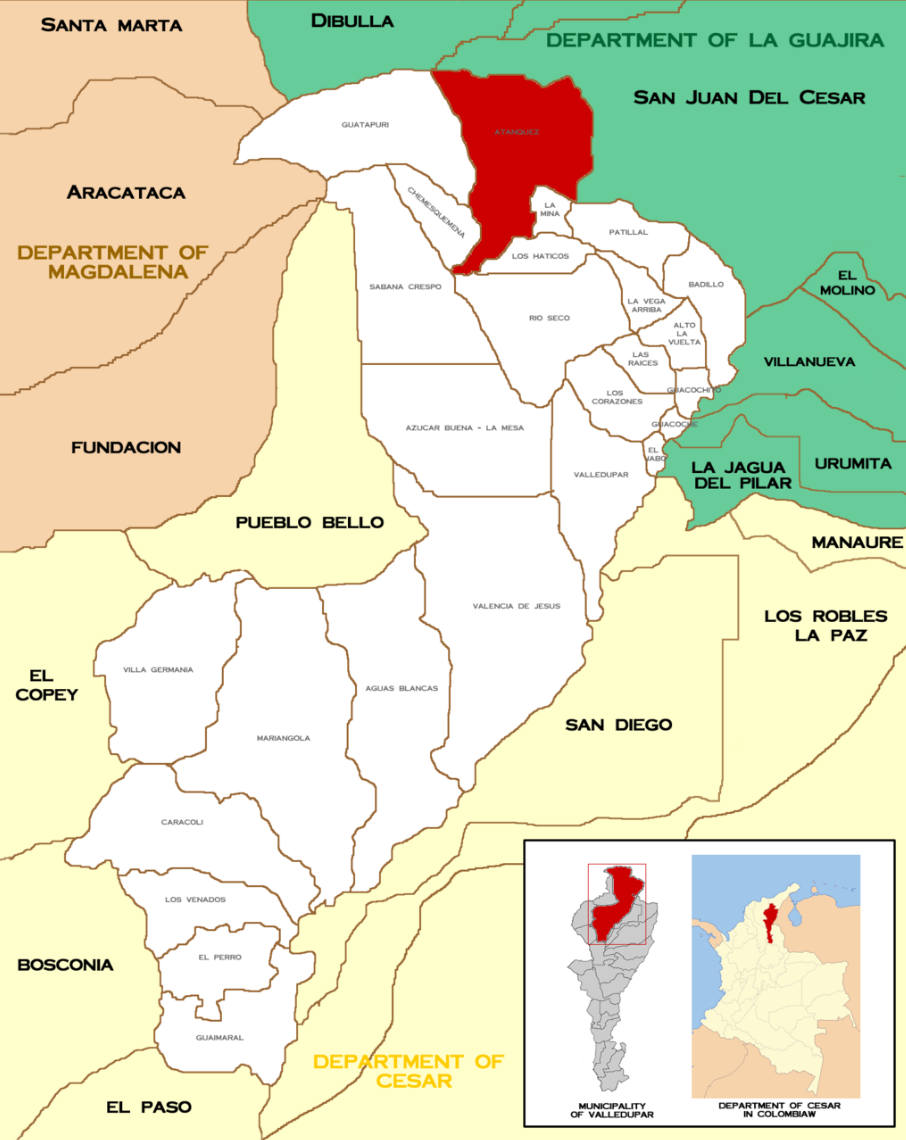 SANTA MARTA
DIBULLA
DEPARTMENT OF LA GUAJIRA
SAN JUAN DEL CESAR
GUATAPURI
ATANQUEZ
ARACATACA
CHEMESQUEMENA
LA
MINA
PATILLAL
DEPARTMENT OF
MAGDALENA
LOS HATICOS
SABANA CRESPO
BADILLO
EL
MOLINO
LA VEGA
ARRIBA
RIO SECO
ALTO
LA
VUELTA
LAS
RAICES
VILLANUEVA
GUACOCHITO
LOS
CORAZONES
GUACOCHE
AZUCAR BUENA - LA MESA
FUNDACION
EL
JABO
VALLEDUPAR
LA JAGUA
DEL PILAR
URUMITA
PUEBLO BELLO
MANAURE
VALENCIA DE JESUS
LOS ROBLES
LA PAZ
EL
COPEY
VILLA GERMANIA
AGUAS BLANCAS
SAN DIEGO
MARIANGOLA
CARACOLI
LOS VENADOS
EL PERRO
BOSCONIA
GUAIMARAL
DEPARTMENT OF
CESAR
EL PASO
MUNICIPALITY
OF VALLEDUPAR
DEPARTMENT OF CESAR
IN COLOMBIAW